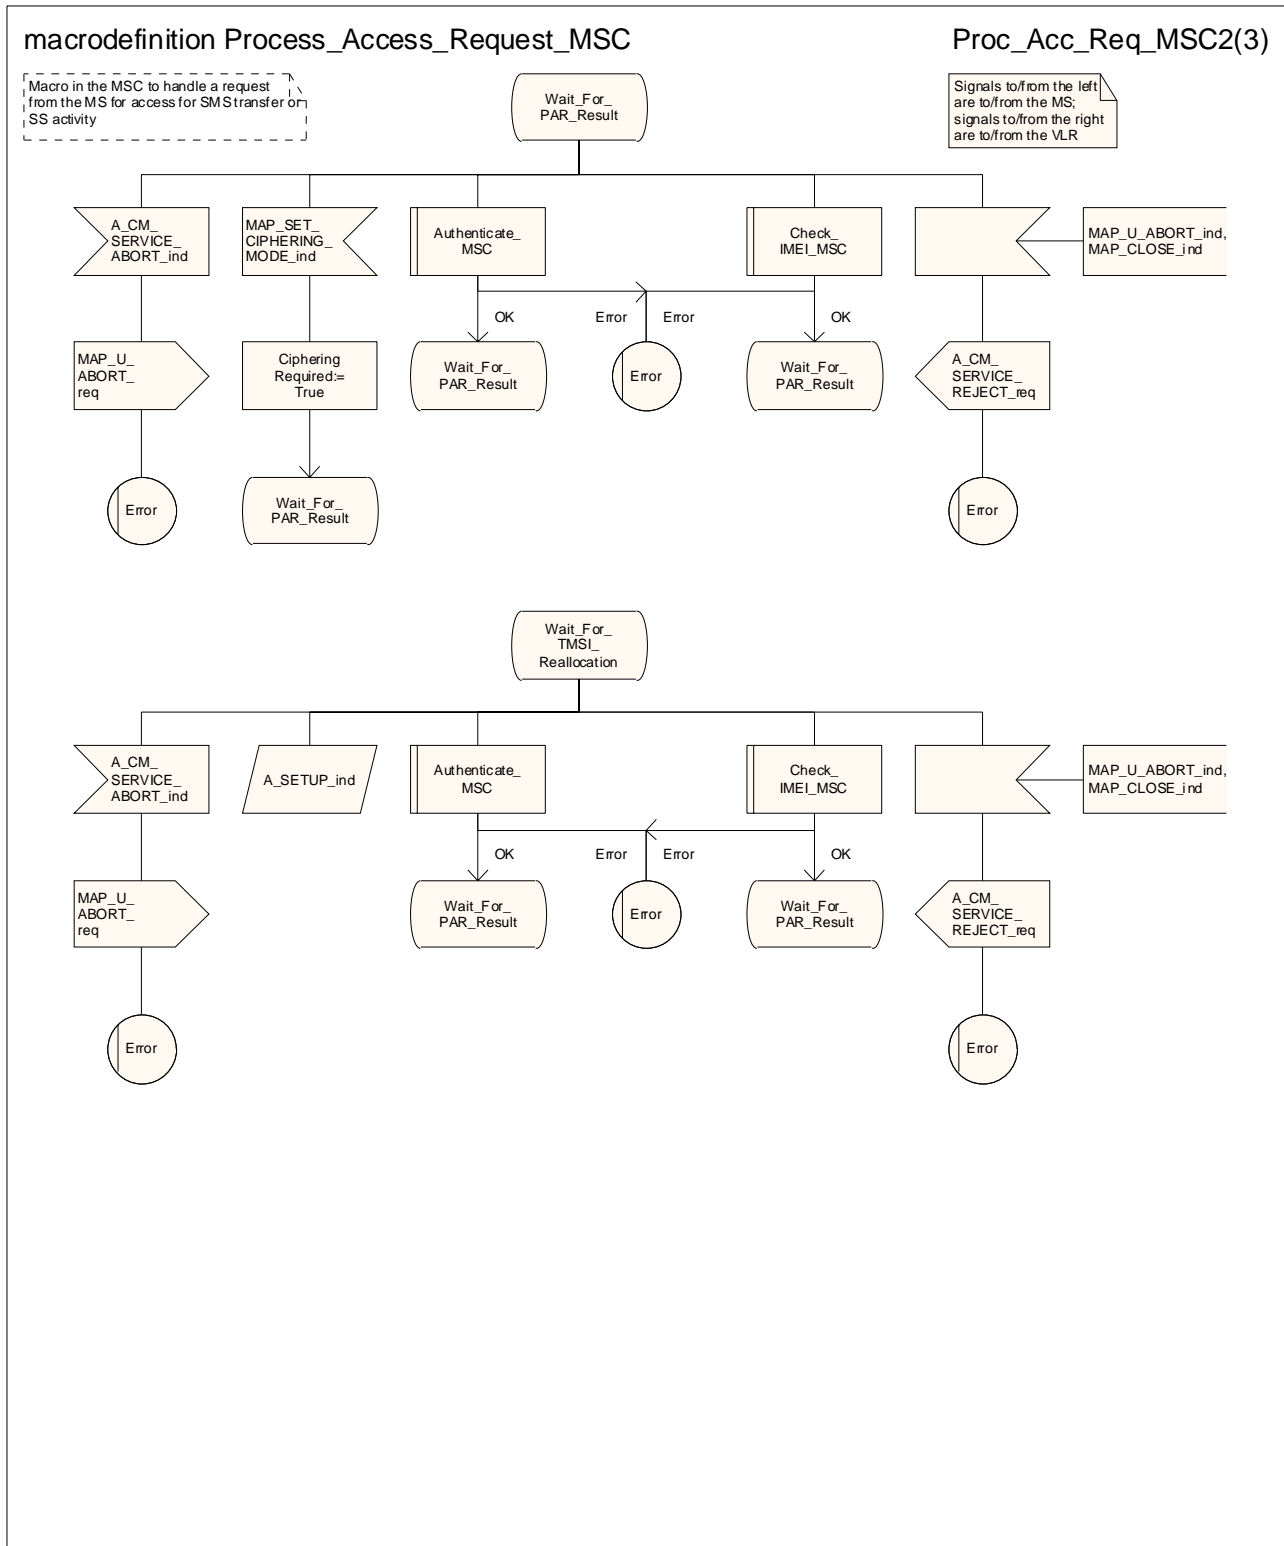 macrodefinition Process_Access_Request_MSC
Proc_Acc_Req_MSC2(3)
Macro in the MSC to handle a request
from the MS for access for SMS transfer or
SS activity
Wait_For_
PAR_Result
Signals to/from the left
are to/from the MS;
signals to/from the right
are to/from the VLR
A_CM_
SERVICE_
ABORT_ind
MAP_SET_
CIPHERING_
MODE_ind
Authenticate_
MSC
Check_
IMEI_MSC
MAP_U_ABORT_ind,
MAP_CLOSE_ind
OK
Error
Error
OK
MAP_U_
ABORT_
req
Ciphering
Required:=
True
Wait_For_
PAR_Result
Error
Wait_For_
PAR_Result
A_CM_
SERVICE_
REJECT_req
Error
Wait_For_
PAR_Result
Error
Wait_For_
TMSI_
Reallocation
A_CM_
SERVICE_
ABORT_ind
A_SETUP_ind
Authenticate_
MSC
Check_
IMEI_MSC
MAP_U_ABORT_ind,
MAP_CLOSE_ind
OK
Error
Error
OK
MAP_U_
ABORT_
req
Wait_For_
PAR_Result
Error
Wait_For_
PAR_Result
A_CM_
SERVICE_
REJECT_req
Error
Error